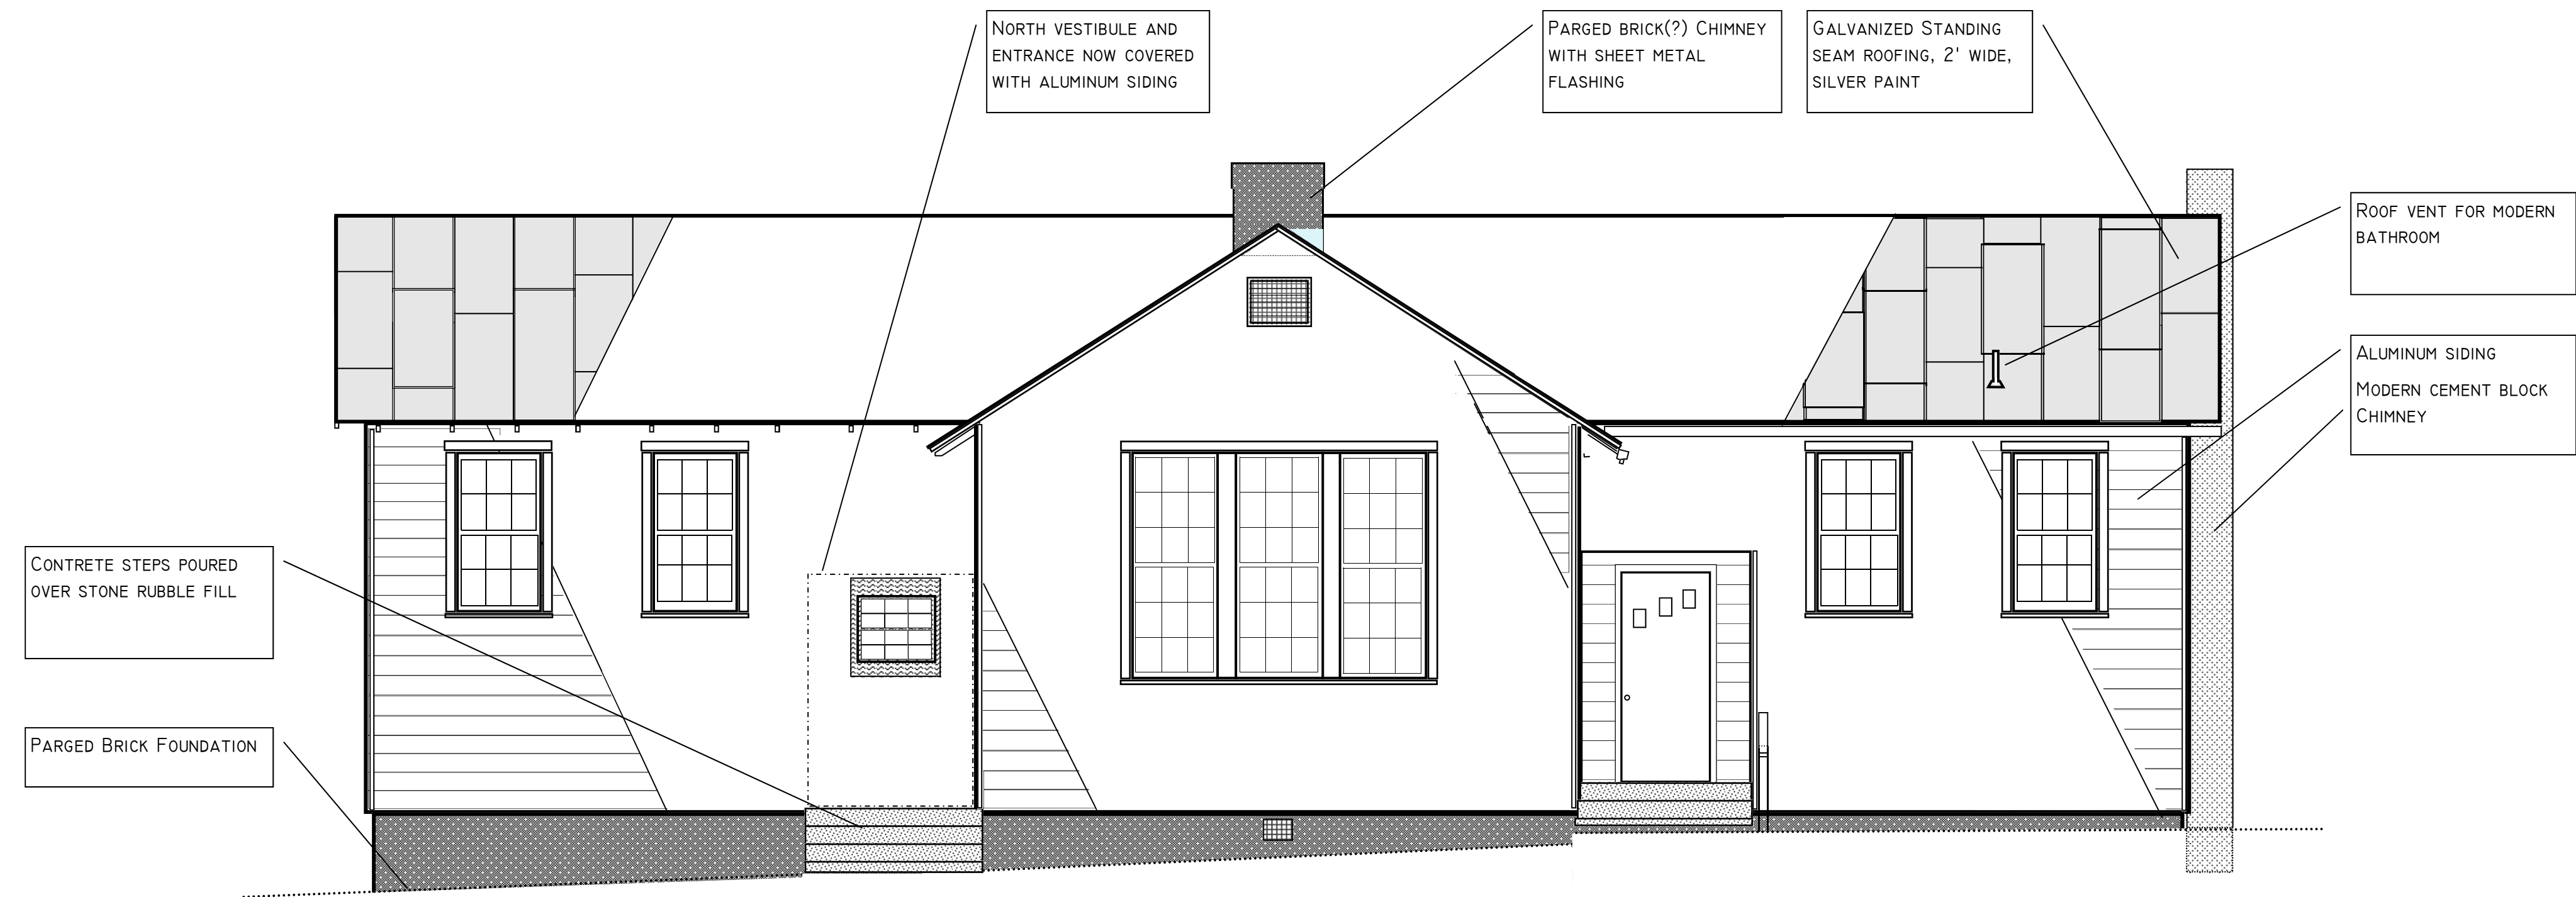 North vestibule and
entrance now covered
with aluminum siding
Parged brick(?) Chimney
with sheet metal
flashing
Galvanized Standing
seam roofing, 2' wide,
silver paint
Roof vent for modern
bathroom
Aluminum siding
Modern cement block
Chimney
Contrete steps poured
over stone rubble fill
Parged Brick Foundation